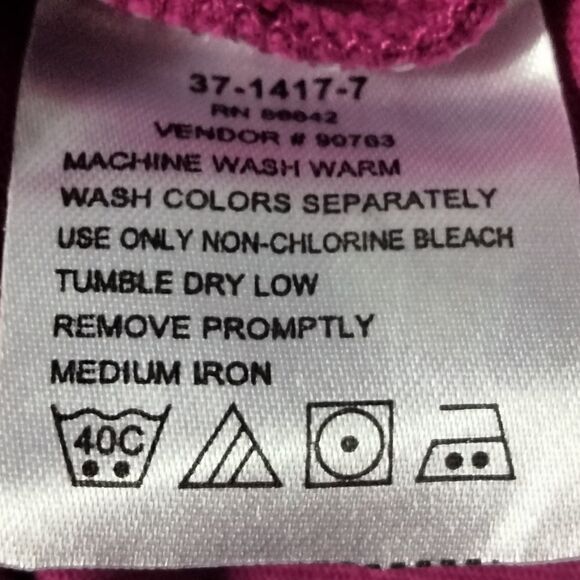 37-1417-7
RN
VENDOR # 90763
MACHINE WASH WARM
WASH COLORS SEPARATELY
USE ONLY NON-CHLORINE BLEACH
TUMBLE DRY LOW
REMOVE PROMPTLY
MEDIUM IRON
40C